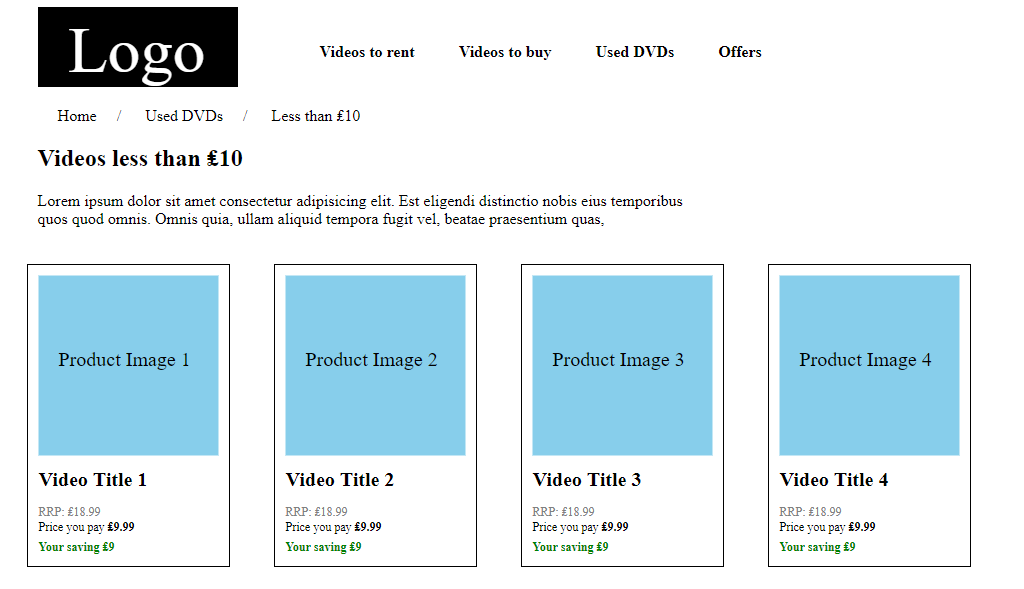 Logo
Videos to rent Videos to buy Used DVDs Offers
Home / Used DVDs / Less than £10
Videos less than £10
Lorem ipsum dolor sit amet consectetur adipisicing elit. Est eligendi distinctio nobis eius temporibus
quos quod omnis. Omnis quia, ullam aliquid tempora fugit vel, beatae praesentium quas,
Product Image 1
Video Title 1
RRP: £18.99
Price you pay £9.99
Your saving £9
Product Image 2
Video Title 2
RRP: £18.99
Price you pay £9.99
Your saving £9
Product Image 3
Video Title 3
RRP: £18.99
Price you pay £9.99
Your saving £9
Product Image 4
Video Title 4
RRP: £18.99
Price you pay £9.99
Your saving £9